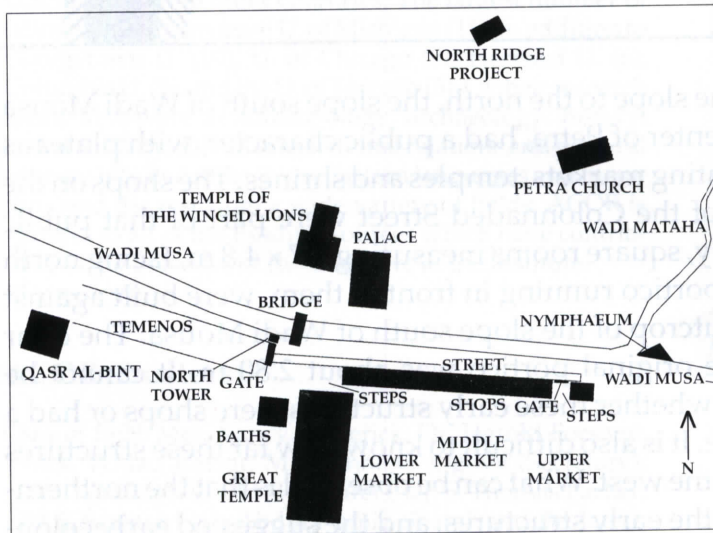 NORTH RIDGE
PROJECT
PETRA CHURCH
WADI MATAHA
TEMPLE OF
THE WINGED LIONS
PALACE
WADI MUSA
BRIDGE
NYMPHAEUM
TEMENOS
QASR AL-BINT
NORTH
TOWER
GATE
STREET
WADI MUSA
STEPS
SHOPS
GATE
STEPS
BATHS
MIDDLE
MARKET
LOWER
MARKET
UPPER
MARKET
GREAT
TEMPLE
N